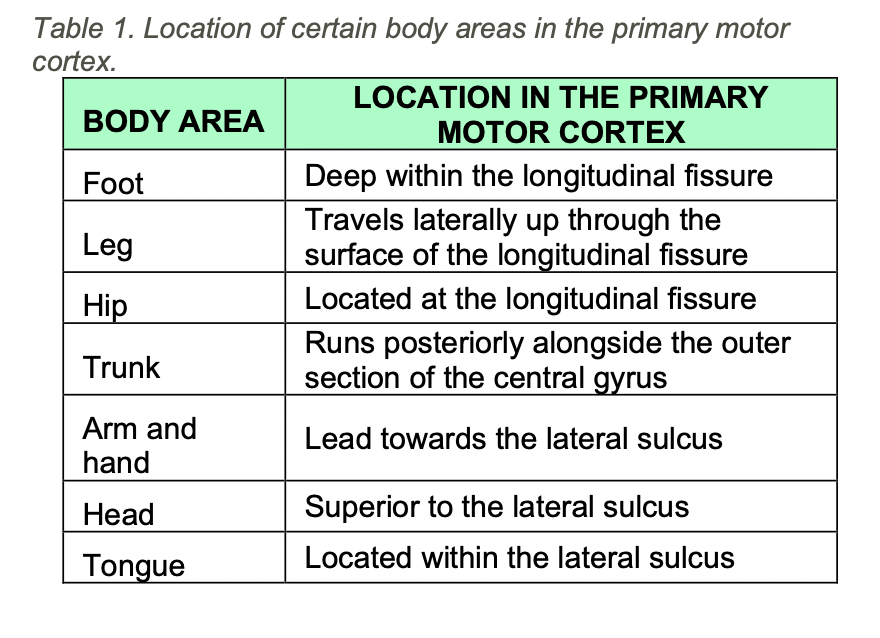 Table 1. Location of certain body areas in the primary motor
cortex.
BODY AREA
LOCATION IN THE PRIMARY
MOTOR CORTEX
Foot
Deep within the longitudinal fissure
Leg
Travels laterally up through the
surface of the longitudinal fissure
Hip
Located at the longitudinal fissure
Trunk
Runs posteriorly alongside the outer
section of the central gyrus
Arm and
hand
Lead towards the lateral sulcus
Head
Superior to the lateral sulcus
Tongue
Located within the lateral sulcus